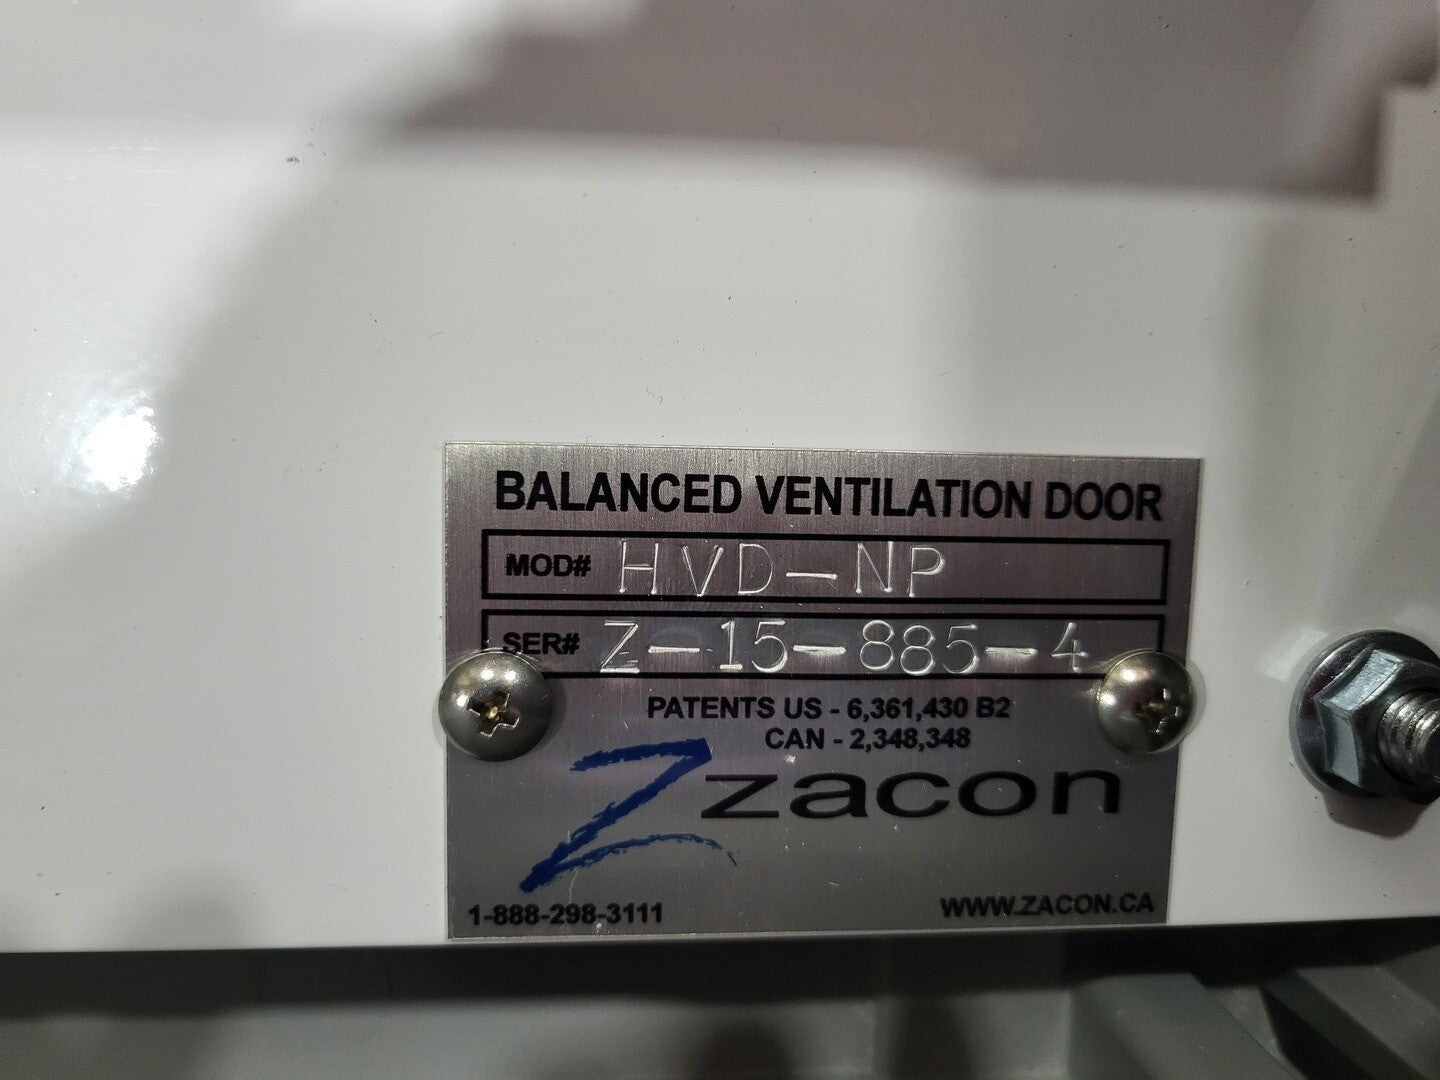 BALANCED VENTILATION DOOR
MOD# HVD-NP
SER# Z-15-885-4
PATENTS US - 6,361,430 B2
CAN - 2,348,348
Z zacon
1-888-298-3111 WWW.ZACON.CA